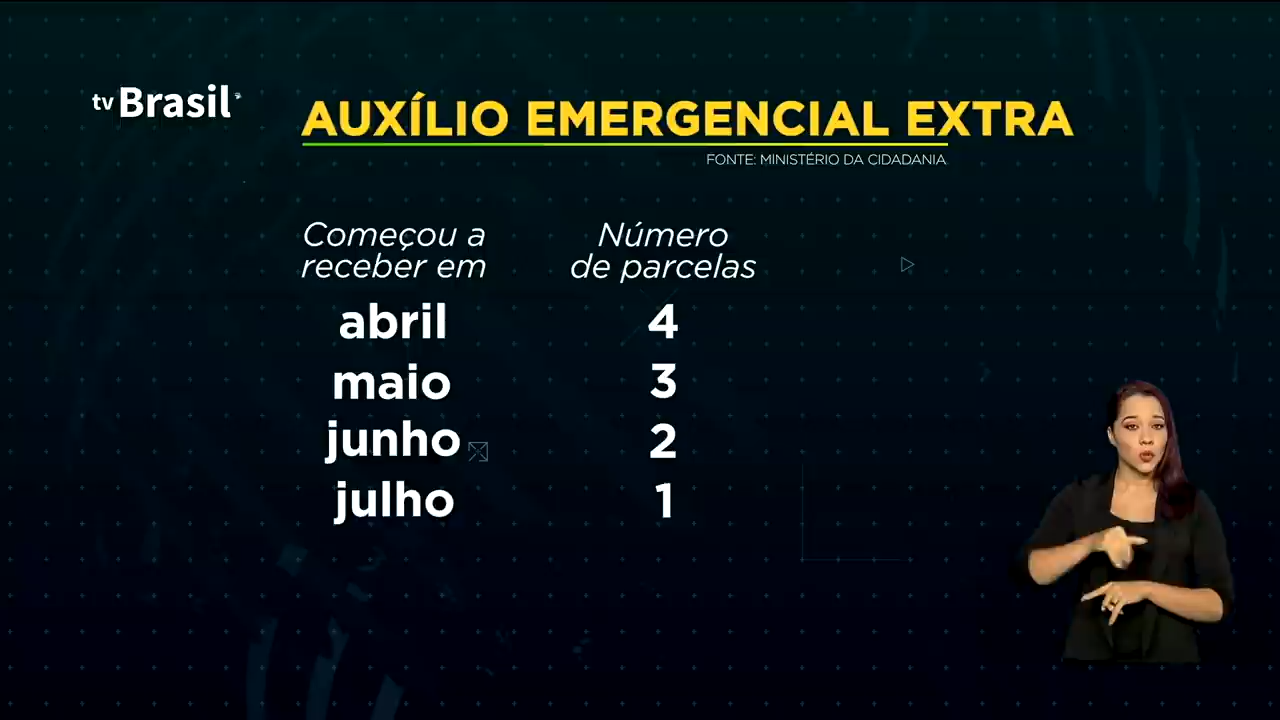 tv Brasil
AUXÍLIO EMERGENCIAL EXTRA
FONTE: MINISTÉRIO DA CIDADANIA
Começou a
receber em
Número
de parcelas
abril 4
maio 3
junho 2
julho 1